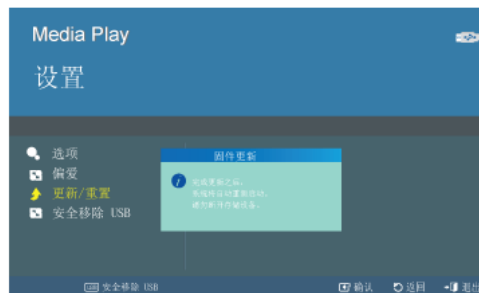 Media Play
设置
选项
偏爱
更新/重置
安全移除 USB
固件更新
完成更新之后,
系统将自动重新启动,
请勿断开存储设备。
安全移除 USB
确认
返回
退出